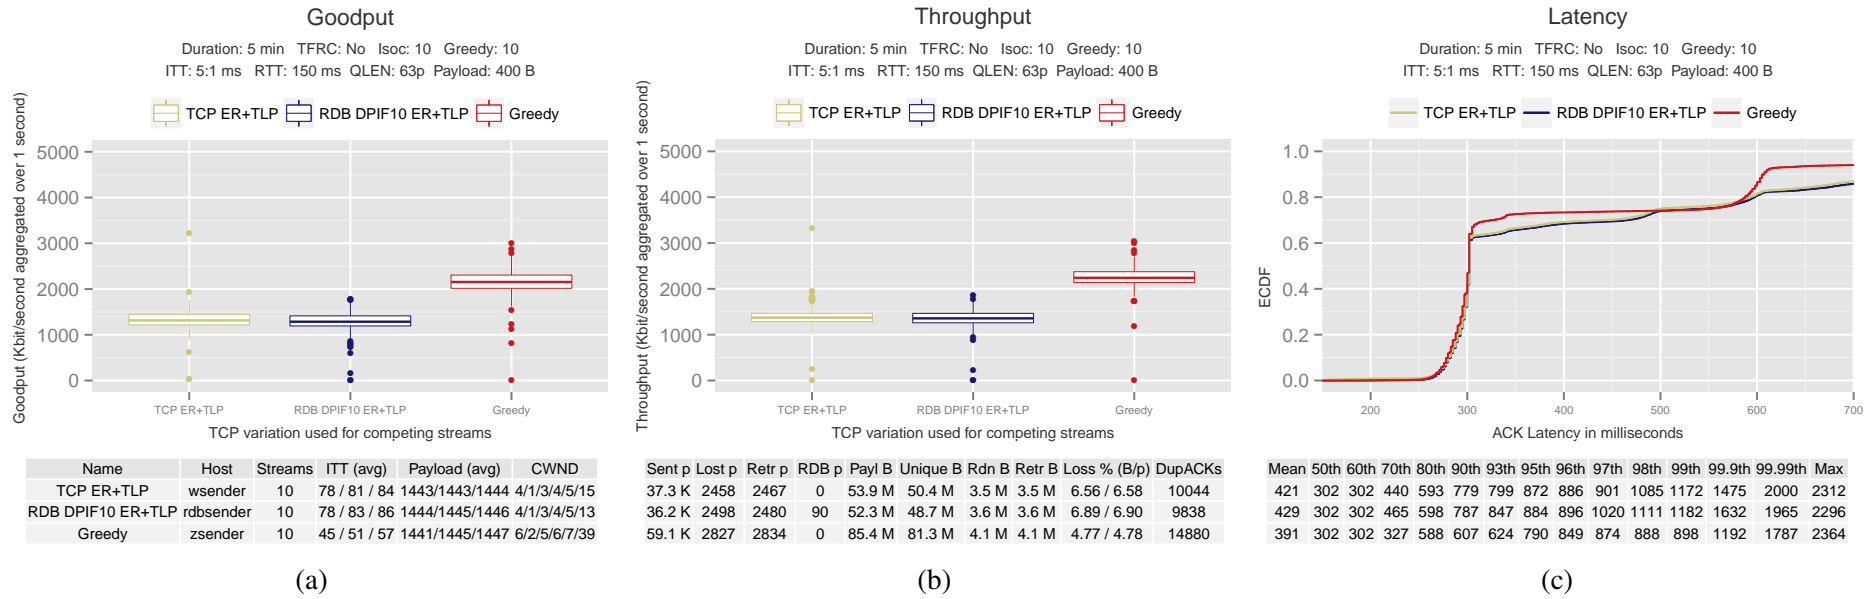 Goodput
Duration: 5 min TFRC: No Isoc: 10 Greedy: 10
ITT: 5:1 ms RTT: 150 ms QLEN: 63p Payload: 400 B
TCP ER+TLP RDB DPIF10 ER+TLP Greedy
Goodput (Kbit/second aggregated over 1 second)
5000
4000
3000
2000
1000
0
TCP ER+TLP RDB DPIF10 ER+TLP Greedy
TCP variation used for competing streams
Name Host Streams ITT (avg) Payload (avg) CWND
TCP ER+TLP wsender 10 78 / 81 / 84 1443/1443/1444 4/1/3/4/5/15
RDB DPIF10 ER+TLP rdbsender 10 78 / 83 / 86 1444/1445/1446 4/1/3/4/5/13
Greedy zsender 10 45 / 51 / 57 1441/1445/1447 6/2/5/6/7/39
(a)
Throughput
Duration: 5 min TFRC: No Isoc: 10 Greedy: 10
ITT: 5:1 ms RTT: 150 ms QLEN: 63p Payload: 400 B
TCP ER+TLP RDB DPIF10 ER+TLP Greedy
Throughput (Kbit/second aggregated over 1 second)
5000
4000
3000
2000
1000
0
TCP ER+TLP RDB DPIF10 ER+TLP Greedy
TCP variation used for competing streams
Sent p Lost p Retr p RDB p Payl B Unique B Rdn B Retr B Loss % (B/p) DupACKs
37.3 K 2458 2467 0 53.9 M 50.4 M 3.5 M 3.5 M 6.56 / 6.58 10044
36.2 K 2498 2480 90 52.3 M 48.7 M 3.6 M 3.6 M 6.89 / 6.90 9838
59.1 K 2827 2834 0 85.4 M 81.3 M 4.1 M 4.1 M 4.77 / 4.78 14880
(b)
Latency
Duration: 5 min TFRC: No Isoc: 10 Greedy: 10
ITT: 5:1 ms RTT: 150 ms QLEN: 63p Payload: 400 B
TCP ER+TLP RDB DPIF10 ER+TLP Greedy
ECDF
1.0
0.8
0.6
0.4
0.2
0.0
200 300 400 500 600 700
ACK Latency in milliseconds
Mean 50th 60th 70th 80th 90th 93th 95th 96th 97th 98th 99th 99.9th 99.99th Max
421 302 302 440 593 779 799 872 886 901 1085 1172 1475 2000 2312
429 302 302 465 598 787 847 884 896 1020 1111 1182 1632 1965 2296
391 302 302 327 588 607 624 790 849 874 888 898 1192 1787 2364
(c)